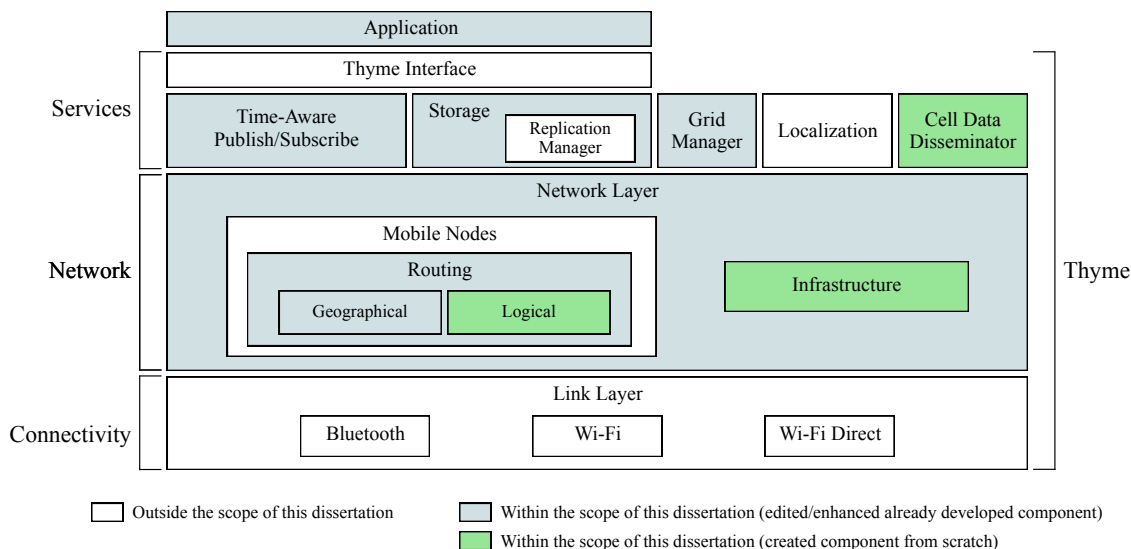 Application
Thyme Interface
Services
Time-Aware
Publish/Subscribe
Storage
Replication
Manager
Grid
Manager
Localization
Cell Data
Disseminator
Network Layer
Mobile Nodes
Network
Routing
Geographical
Logical
Infrastructure
Thyme
Link Layer
Connectivity
Bluetooth
Wi-Fi
Wi-Fi Direct
Outside the scope of this dissertation
Within the scope of this dissertation (edited/enhanced already developed component)
Within the scope of this dissertation (created component from scratch)